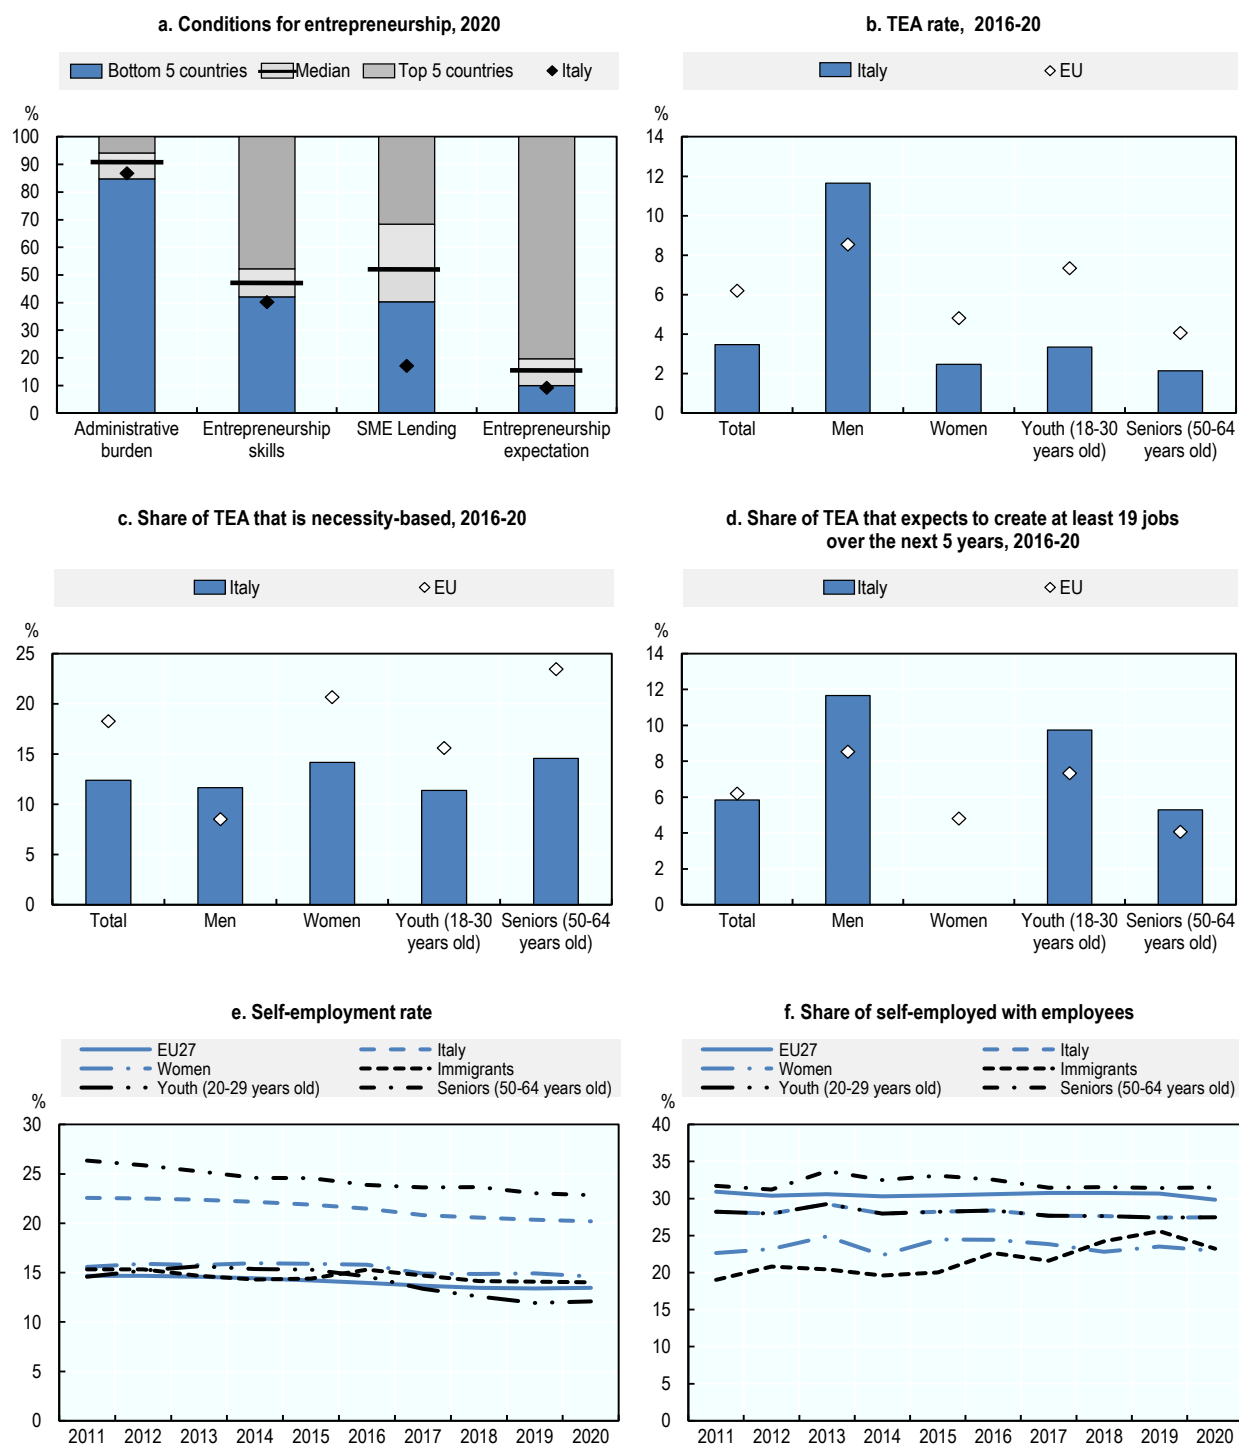 a. Conditions for entrepreneurship, 2020
Bottom 5 countries Median Top 5 countries Italy
%
100
90
80
70
60
50
40
30
20
10
0
Administrative burden
Entrepreneurship skills
SME Lending
Entrepreneurship expectation
b. TEA rate, 2016-20
Italy EU
%
14
12
10
8
6
4
2
0
Total
Men
Women
Youth (18-30 years old)
Seniors (50-64 years old)
c. Share of TEA that is necessity-based, 2016-20
Italy EU
%
25
20
15
10
5
0
Total
Men
Women
Youth (18-30 years old)
Seniors (50-64 years old)
d. Share of TEA that expects to create at least 19 jobs
over the next 5 years, 2016-20
Italy EU
%
14
12
10
8
6
4
2
0
Total
Men
Women
Youth (18-30 years old)
Seniors (50-64 years old)
e. Self-employment rate
EU27 Italy
Women Immigrants
Youth (20-29 years old) Seniors (50-64 years old)
%
30
25
20
15
10
5
0
2011 2012 2013 2014 2015 2016 2017 2018 2019 2020
f. Share of self-employed with employees
EU27 Italy
Women Immigrants
Youth (20-29 years old) Seniors (50-64 years old)
%
40
35
30
25
20
15
10
5
0
2011 2012 2013 2014 2015 2016 2017 2018 2019 2020